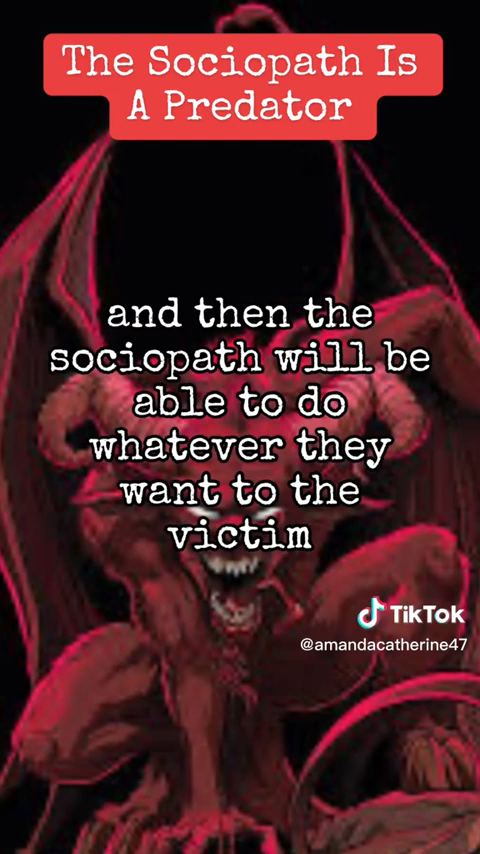 The Sociopath Is
A Predator
and then the
sociopath will be
able to do
whatever they
want to the
victim
TikTok
@amandacatherine47